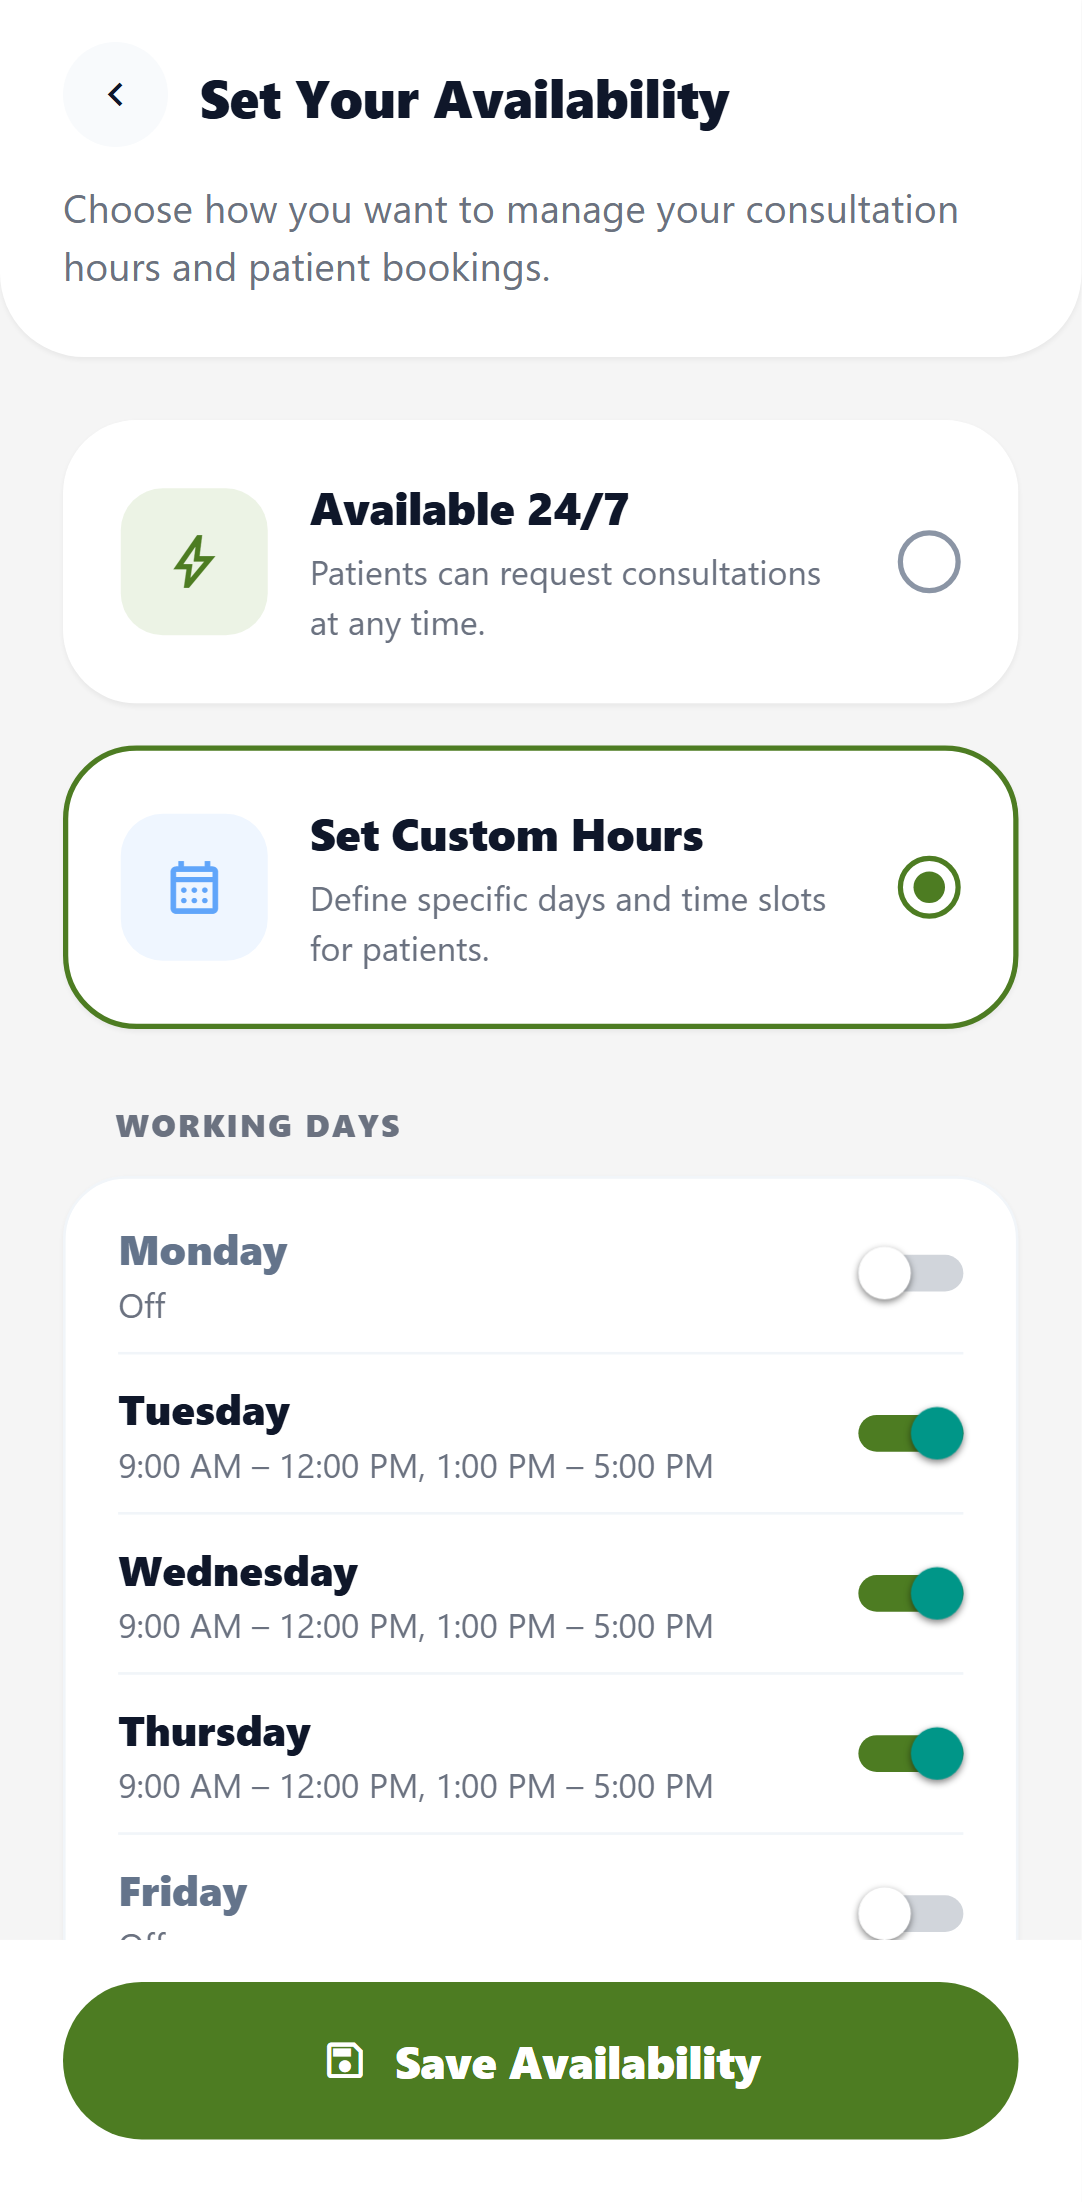 Set Your Availability
Choose how you want to manage your consultation
hours and patient bookings.
Available 24/7
Patients can request consultations
at any time.
Set Custom Hours
Define specific days and time slots
for patients.
WORKING DAYS
Monday
Off
Tuesday
9:00 AM – 12:00 PM, 1:00 PM – 5:00 PM
Wednesday
9:00 AM – 12:00 PM, 1:00 PM – 5:00 PM
Thursday
9:00 AM – 12:00 PM, 1:00 PM – 5:00 PM
Friday
Off
Save Availability